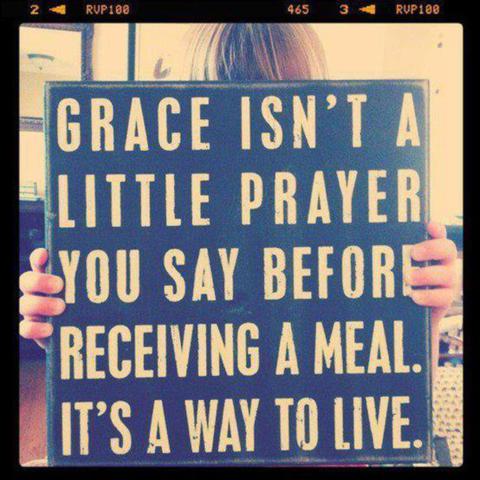 2 ◄ RVP100 465 3 ◄ RVP100
GRACE ISN'T A
LITTLE PRAYER
YOU SAY BEFORE
RECEIVING A MEAL.
IT'S A WAY TO LIVE.